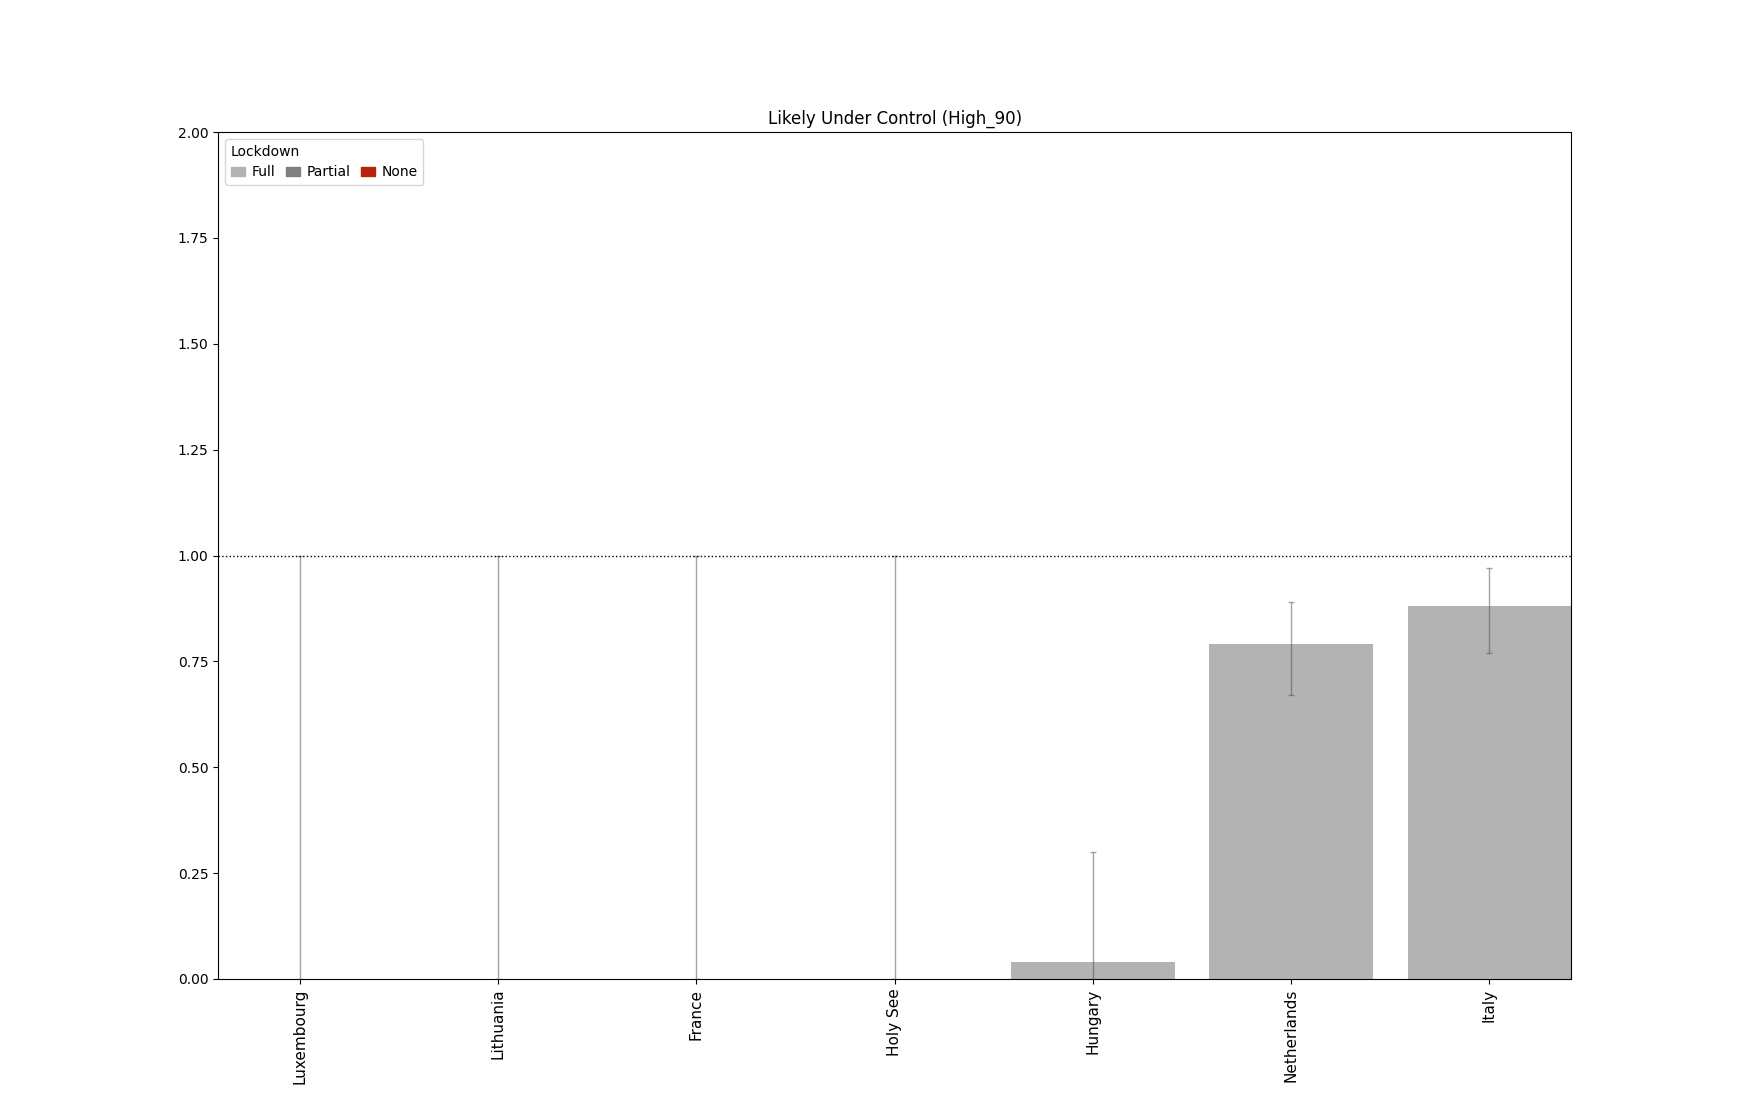 Likely Under Control (High_90)
2.00
1.75
1.50
1.25
1.00
0.75
0.50
0.25
0.00
Lockdown
Full Partial None
Luxembourg
Lithuania
France
Holy See
Hungary
Netherlands
Italy